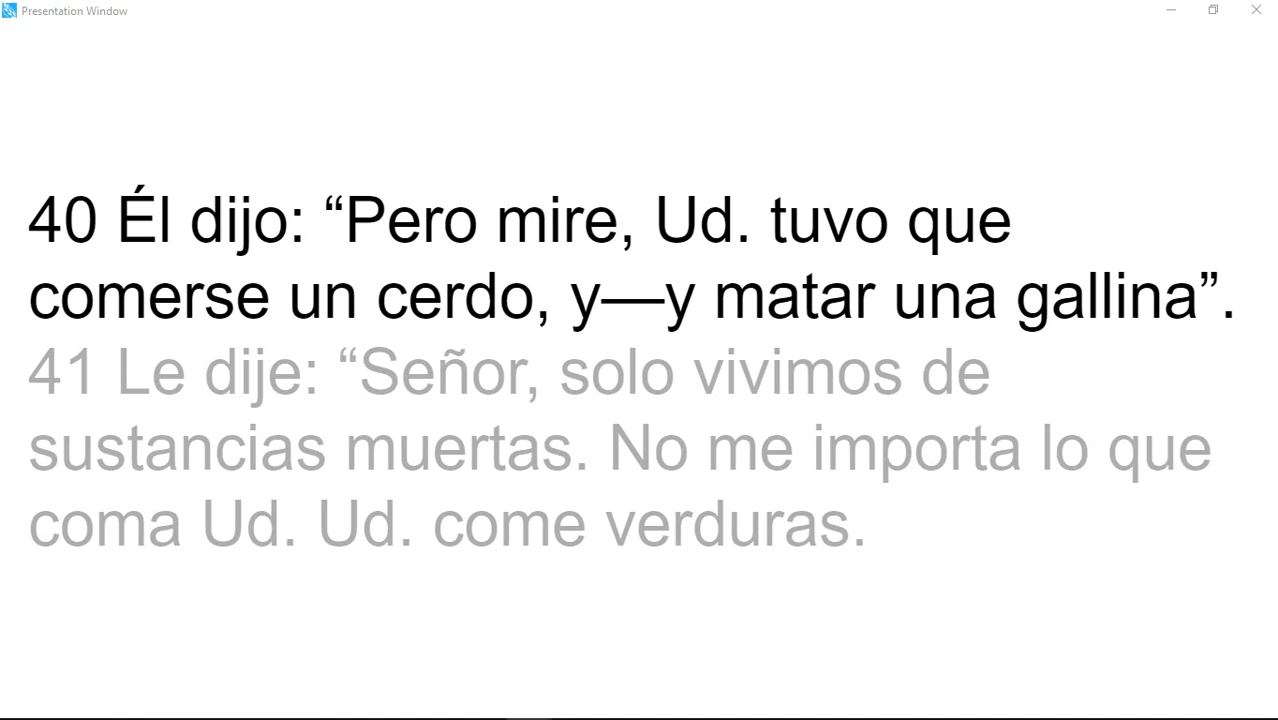 Presentation Window
40 Él dijo: “Pero mire, Ud. tuvo que
comerse un cerdo, y—y matar una gallina”.
41 Le dije: “Señor, solo vivimos de
sustancias muertas. No me importa lo que
coma Ud. Ud. come verduras.